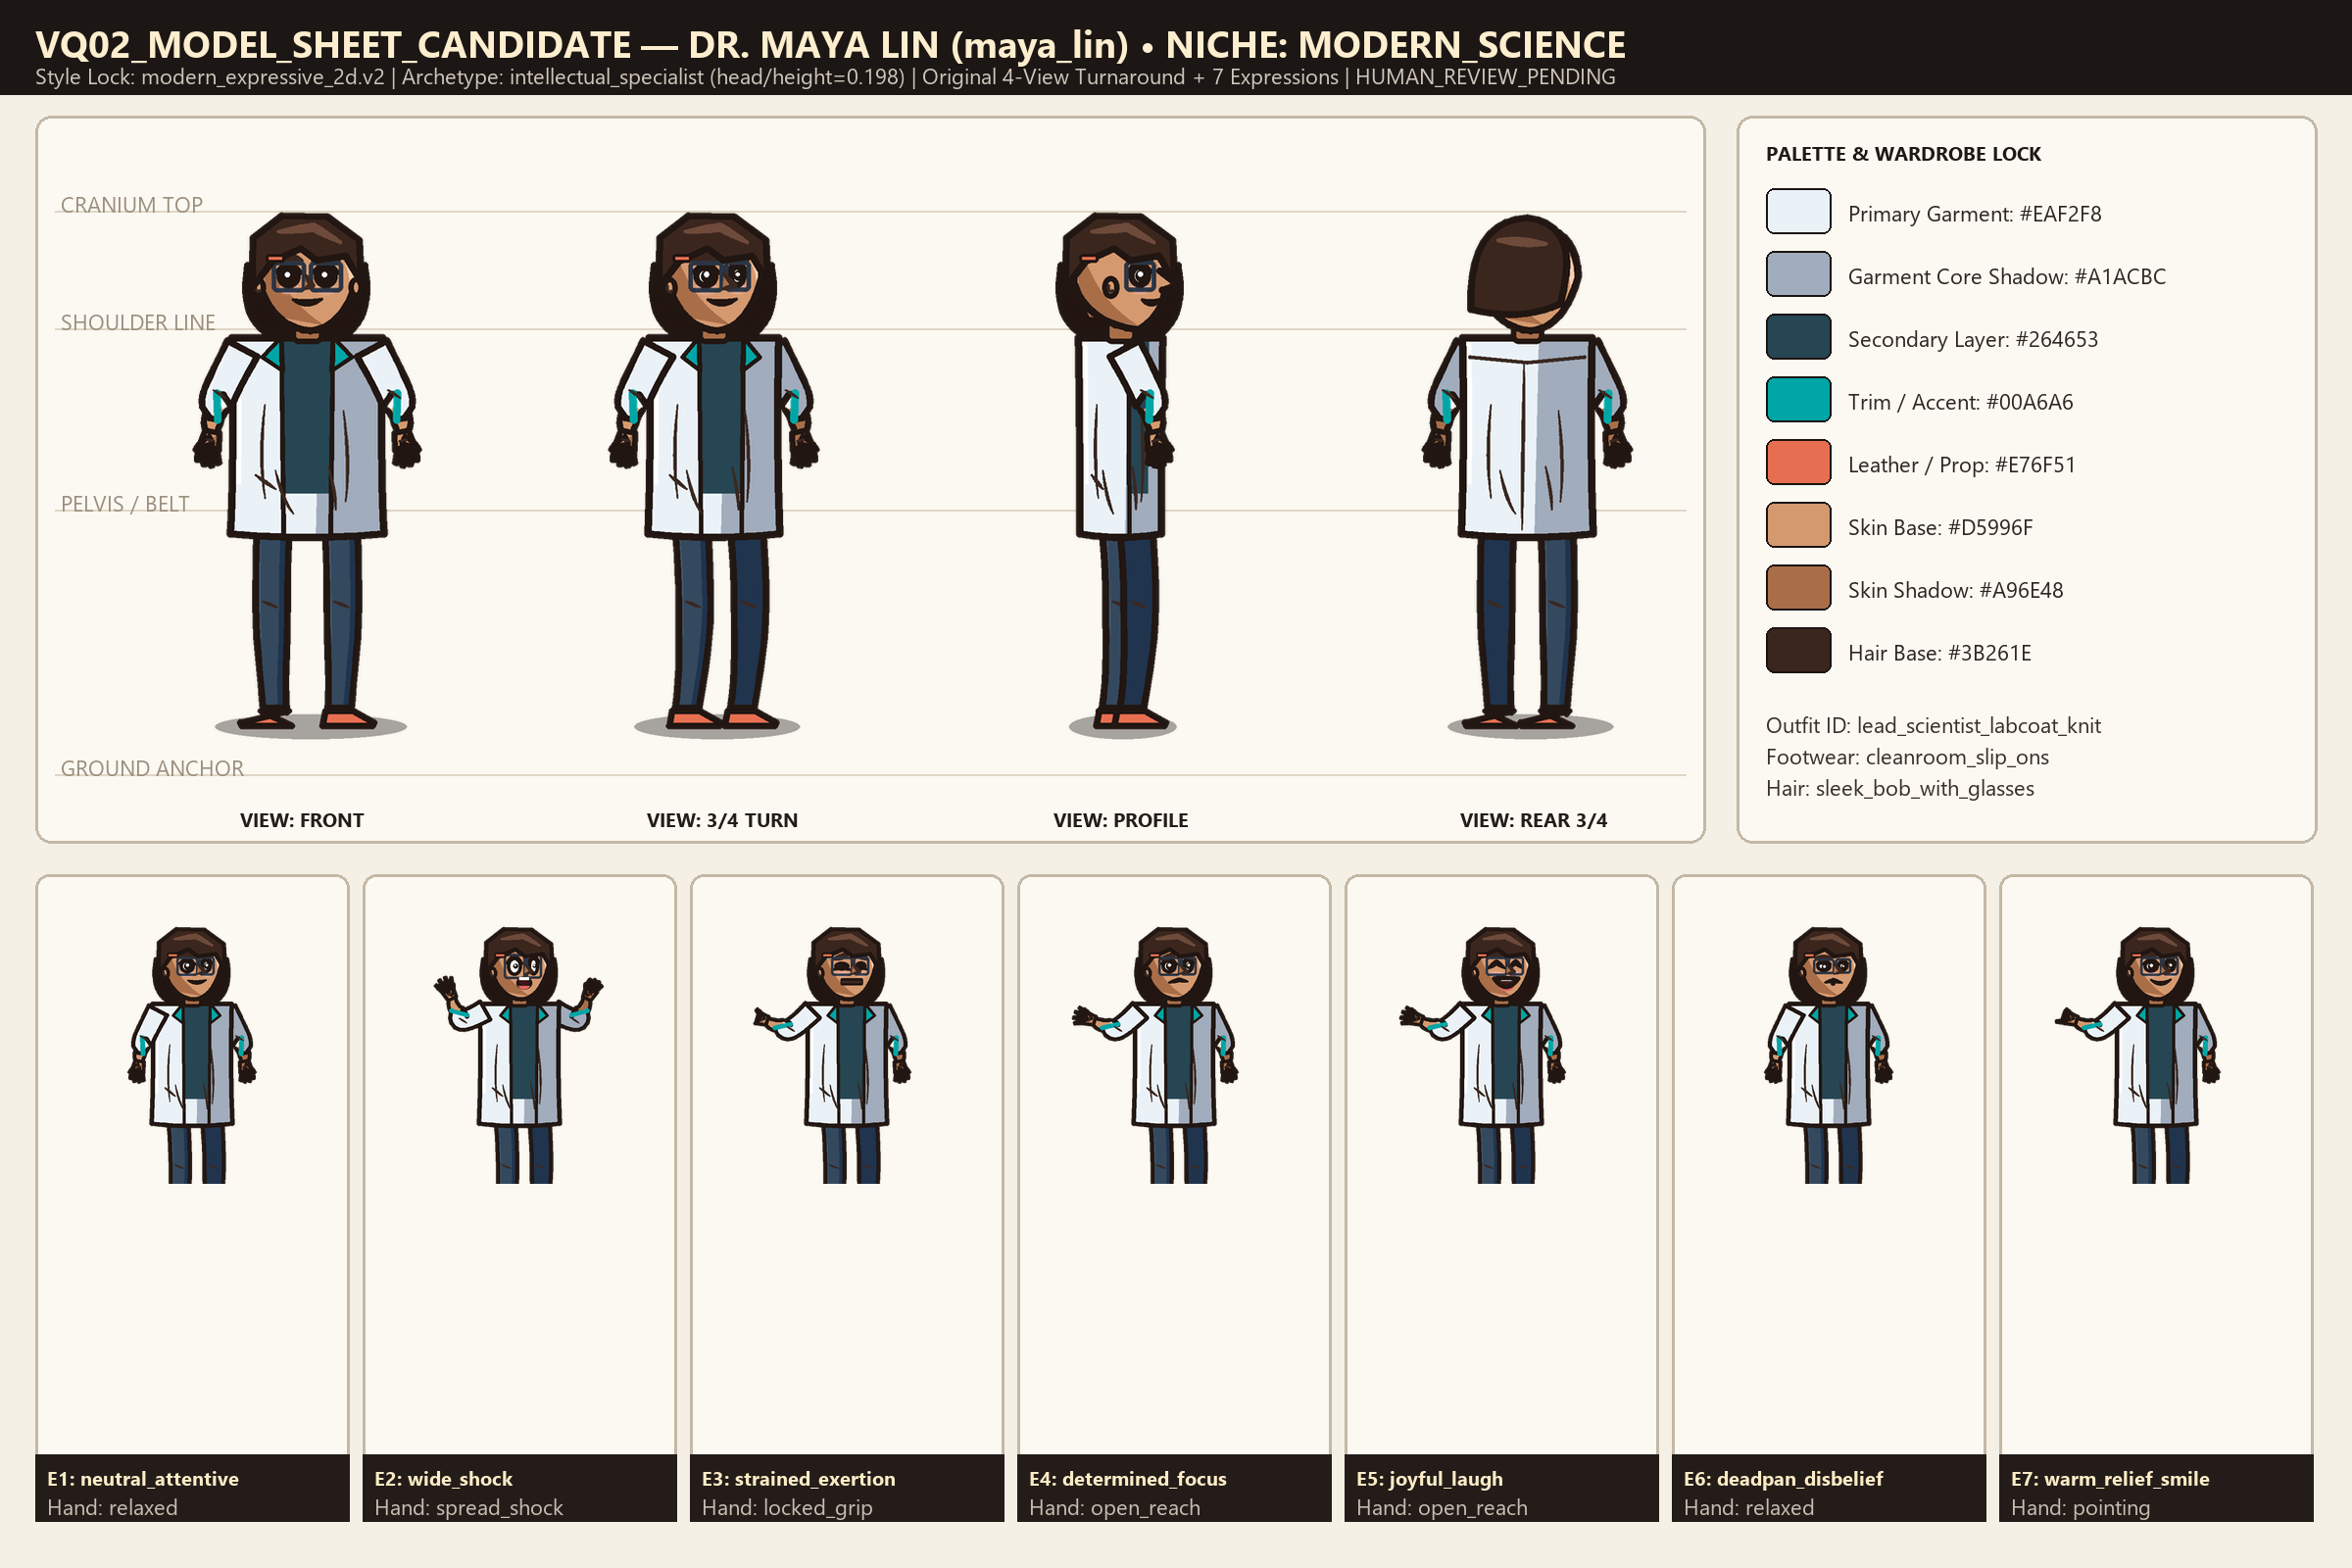 VQ02_MODEL_SHEET_CANDIDATE — DR. MAYA LIN (maya_lin) • NICHE: MODERN_SCIENCE
Style Lock: modern_expressive_2d.v2 | Archetype: intellectual_specialist (head/height=0.198) | Original 4-View Turnaround + 7 Expressions | HUMAN_REVIEW_PENDING
CRANIUM TOP
SHOULDER LINE
PELVIS / BELT
GROUND ANCHOR
VIEW: FRONT
VIEW: 3/4 TURN
VIEW: PROFILE
VIEW: REAR 3/4
PALETTE & WARDROBE LOCK
Primary Garment: #EAF2F8
Garment Core Shadow: #A1ACBC
Secondary Layer: #264653
Trim / Accent: #00A6A6
Leather / Prop: #E76F51
Skin Base: #D5996F
Skin Shadow: #A96E48
Hair Base: #3B261E
Outfit ID: lead_scientist_labcoat_knit
Footwear: cleanroom_slip_ons
Hair: sleek_bob_with_glasses
E1: neutral_attentive
Hand: relaxed
E2: wide_shock
Hand: spread_shock
E3: strained_exertion
Hand: locked_grip
E4: determined_focus
Hand: open_reach
E5: joyful_laugh
Hand: open_reach
E6: deadpan_disbelief
Hand: relaxed
E7: warm_relief_smile
Hand: pointing